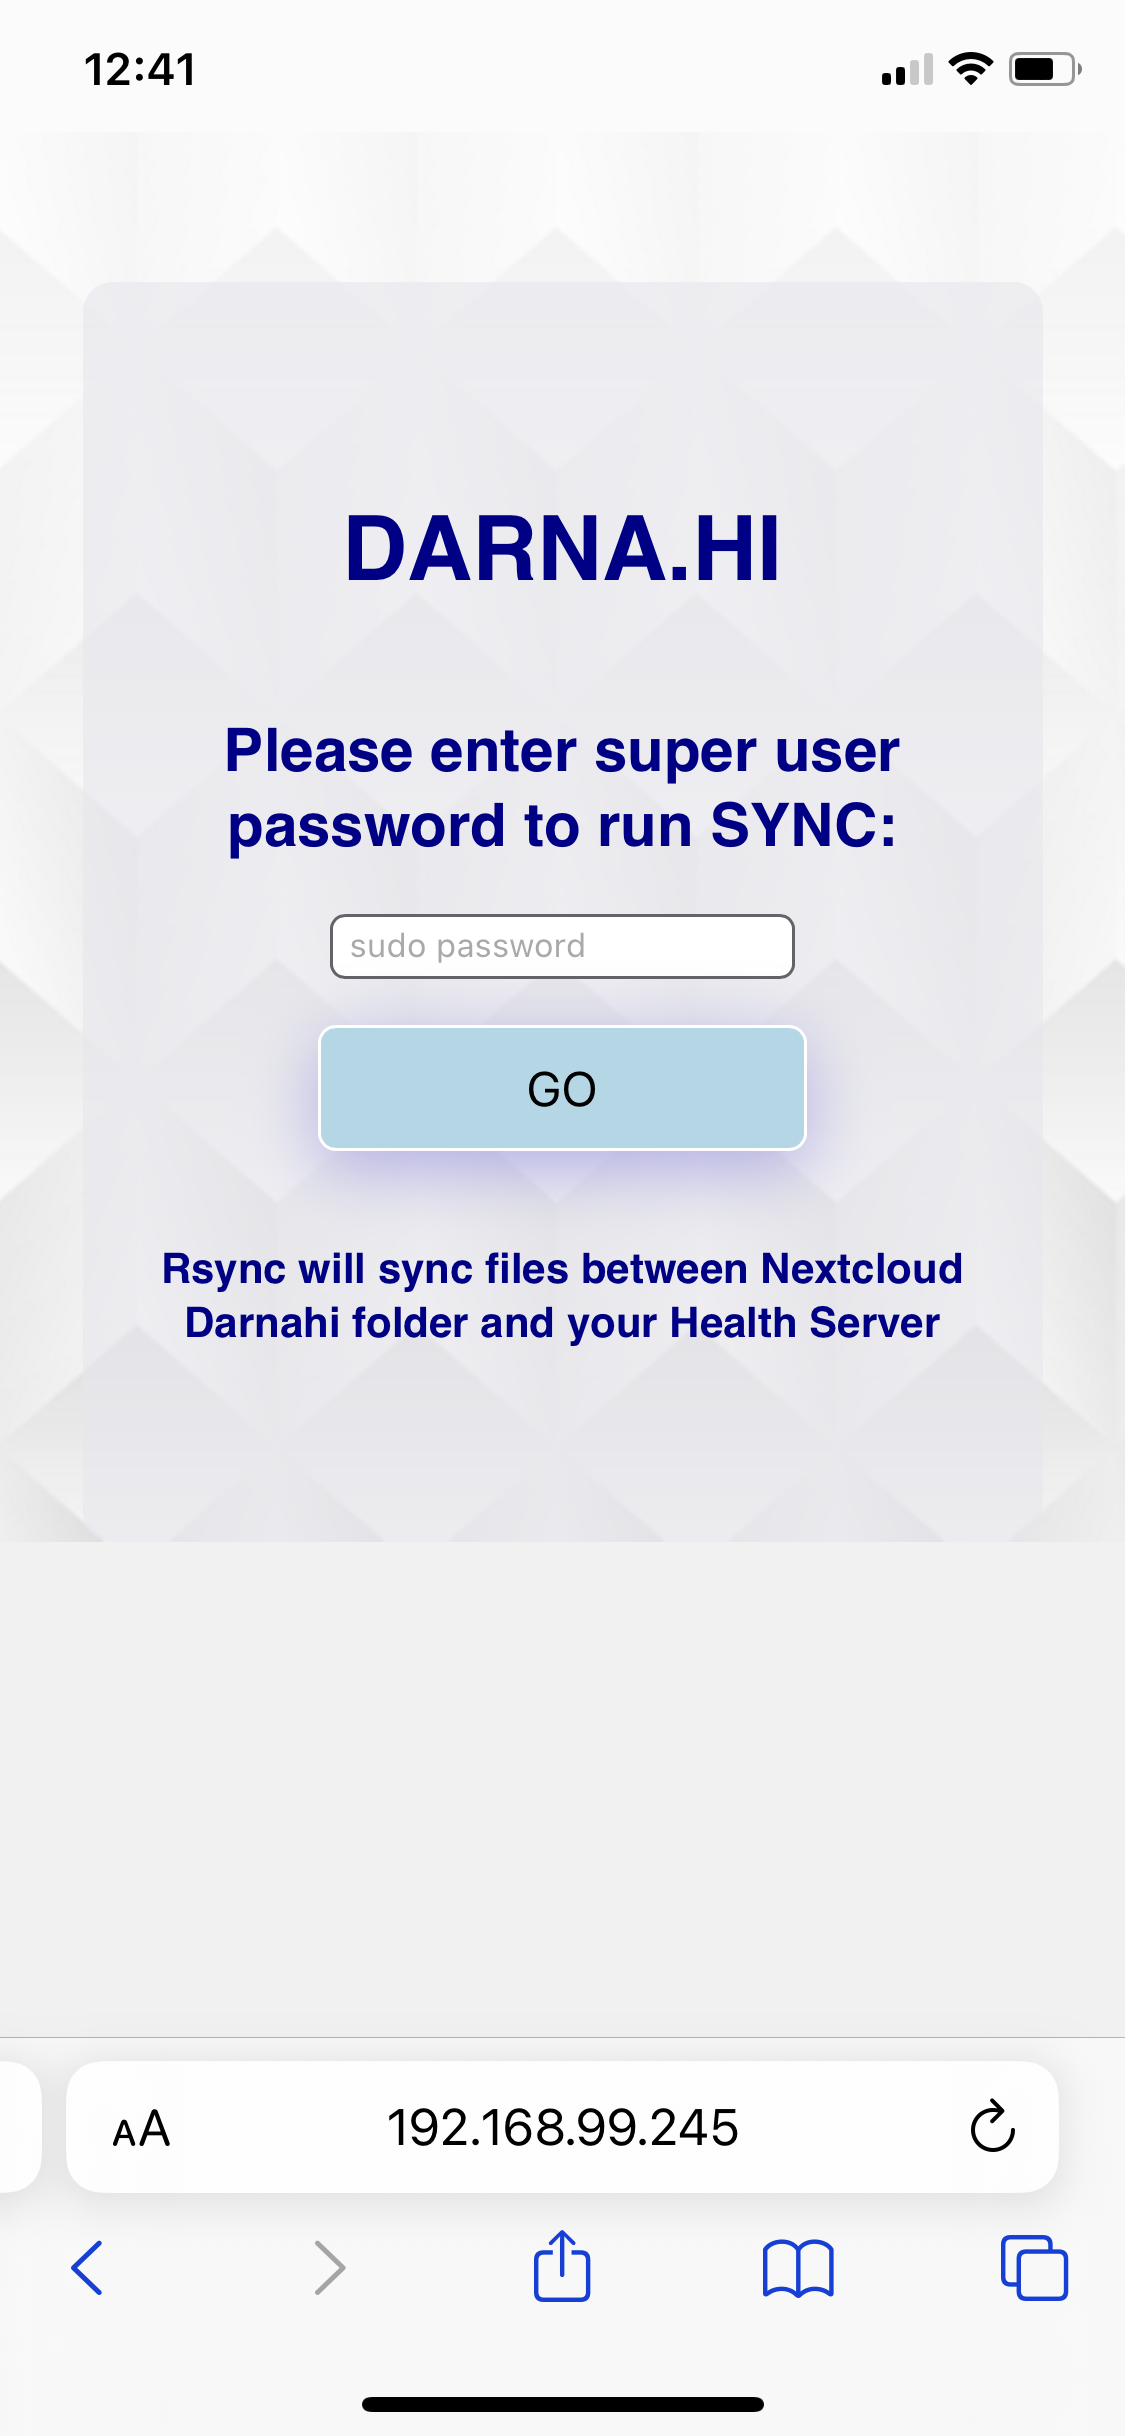 12:41
DARNA.HI
Please enter super user
password to run SYNC:
sudo password
GO
Rsync will sync files between Nextcloud
Darnahi folder and your Health Server
AA 192.168.99.245